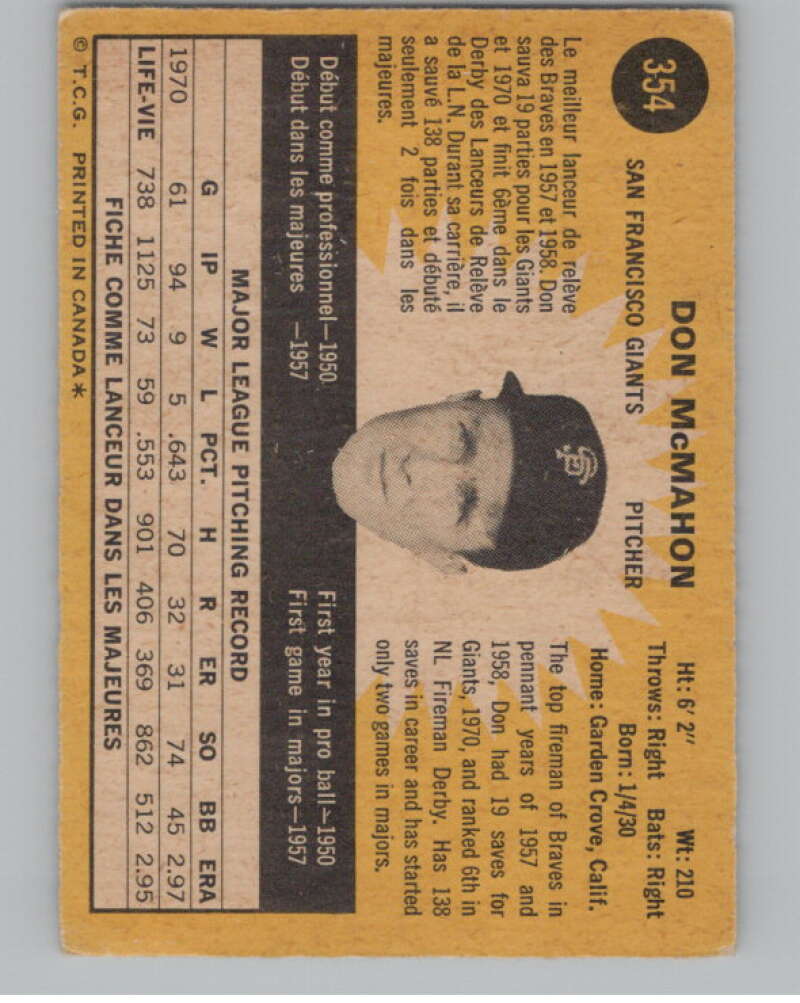 354
DON McMAHON
SAN FRANCISCO GIANTS PITCHER
Ht: 6' 2" Wt: 210
Throws: Right Bats: Right
Born: 1/4/30
Home: Garden Crove, Calif.
Le meilleur lanceur de relève
des Braves en 1957 et 1958. Don
sauva 19 parties pour les Giants
et 1970 et finit 6ème dans le
Derby des Lanceurs de Relève
de la L.N. Durant sa carrière, il
a sauvé 138 parties et débuté
seulement 2 fois dans les
majeures.
SF
The top fireman of Braves in
pennant years of 1957 and
1958, Don had 19 saves for
Giants, 1970, and ranked 6th in
NL Fireman Derby. Has 138
saves in career and has started
only two games in majors.
Début comme professionnel—1950
Début dans les majeures —1957
First year in pro ball—1950
First game in majors—1957
MAJOR LEAGUE PITCHING RECORD
G IP W L PCT. H R ER SO BB ERA
1970 61 94 9 5 .643 70 32 31 74 45 2.97
LIFE-VIE 738 1125 73 59 .553 901 406 369 862 512 2.95
FICHE COMME LANCEUR DANS LES MAJEURES
© T.C.G. PRINTED IN CANADA*